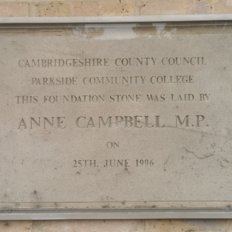 CAMBRIDGESHIRE COUNTY COUNCIL
PARKSIDE COMMUNITY COLLEGE
THIS FOUNDATION STONE WAS LAID BY
ANNE CAMPBELL M.P.
ON
25TH. JUNE 1996